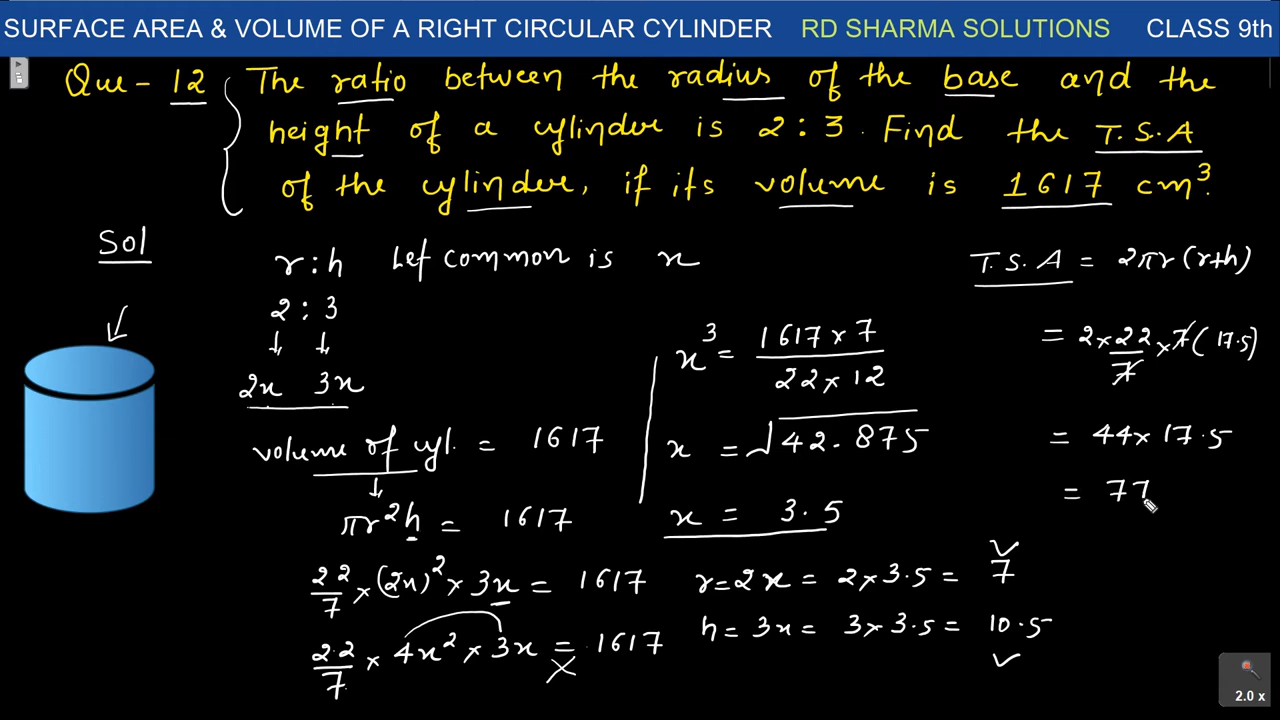 SURFACE AREA & VOLUME OF A RIGHT CIRCULAR CYLINDER RD SHARMA SOLUTIONS CLASS 9th
Que - 12 The ratio between the radius of the base and the
height of a cylinder is 2 : 3. Find the T.S.A
of the cylinder, if its volume is 1617 cm³.
Sol
r : h Let common is x
2 : 3
2x 3x
volume of cyl. = 1617
πr²h = 1617
22/7 × (2x)² × 3x = 1617
22/7 × 4x² × 3x = 1617
x³ = 1617 × 7 / 22 × 12
x = √42.875
x = 3.5
r = 2x = 2 × 3.5 = 7
h = 3x = 3 × 3.5 = 10.5
T.S.A = 2πr(r+h)
= 2 × 22/7 × 7 (17.5)
= 44 × 17.5
= 77
2.0 x